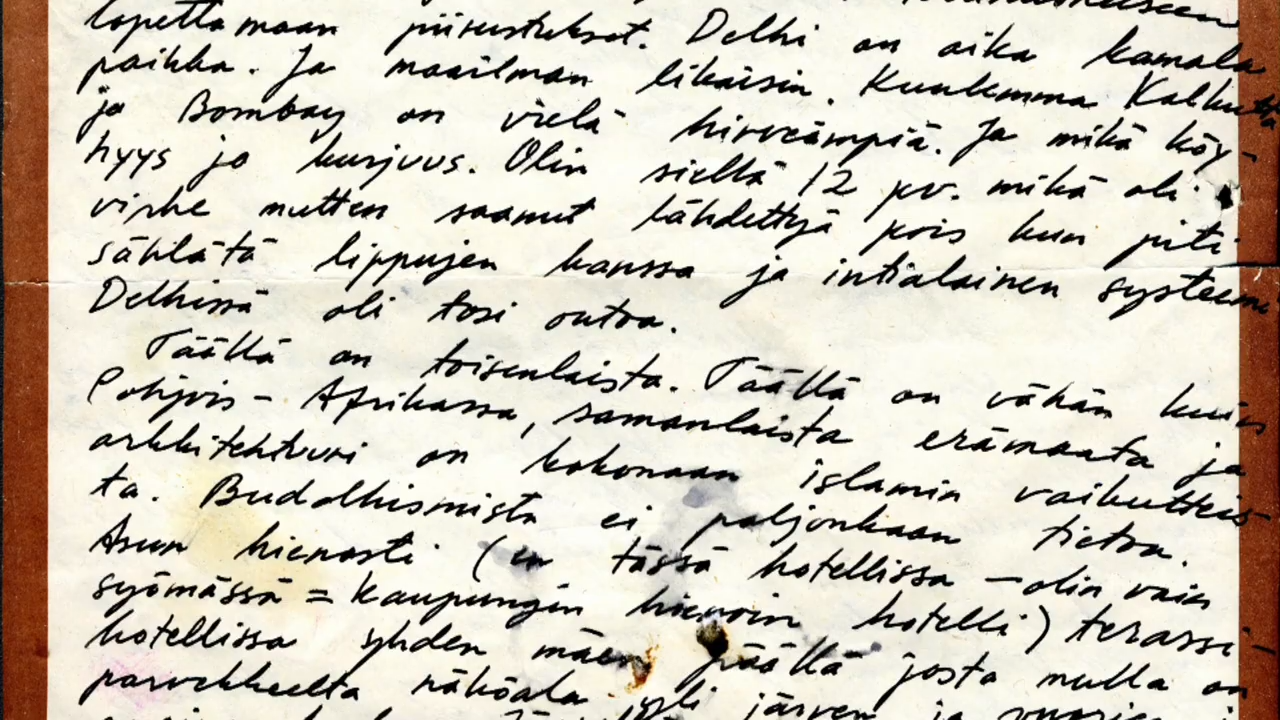 lopettamaan piirustukset. Delhi on aika kamala
paikka. Ja maailman likaisin. Kuulemma Kalkutta
ja Bombay on vielä hirveämpiä. Ja mikä köy-
hyys ja kurjuus. Olin siellä 12 pv. mikä oli
virhe mutten saanut lähdettyä pois kun piti
sählätä lippujen kanssa ja intialainen systeemi
Delhissä oli tosi outoa.
Täällä on toisenlaista. Täällä on vähän kuin
Pohjois-Afrikassa, samanlaista erämaata ja
arkkitehtuuri on kokonaan islamin vaikutteis-
ta. Buddhismista ei paljonkaan tietoa.
Asun hienosti (en tässä hotellissa – olin vain
syömässä = kaupungin hienoin hotelli) terassi-
hotellissa yhden mäen päällä josta mulla on
parvekkeelta näköala yli järven ja vuorien